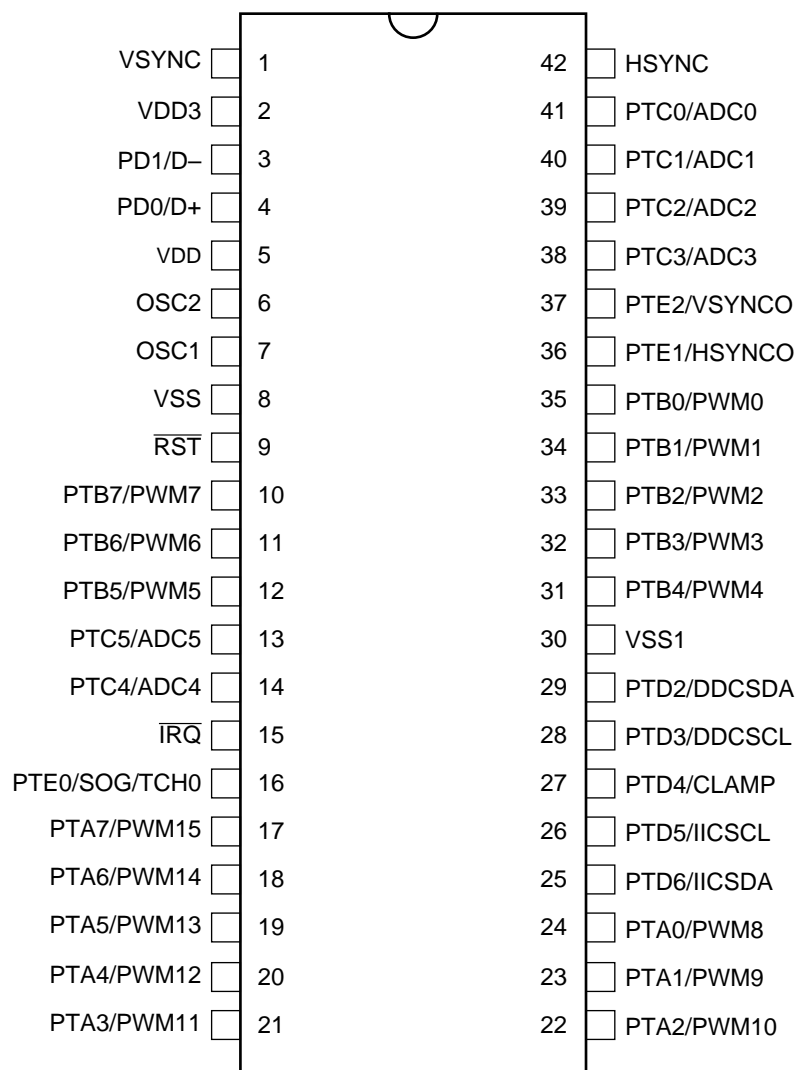 VSYNC 1 42 HSYNC
VDD3 2 41 PTC0/ADC0
PD1/D– 3 40 PTC1/ADC1
PD0/D+ 4 39 PTC2/ADC2
VDD 5 38 PTC3/ADC3
OSC2 6 37 PTE2/VSYNCO
OSC1 7 36 PTE1/HSYNCO
VSS 8 35 PTB0/PWM0
RST 9 34 PTB1/PWM1
PTB7/PWM7 10 33 PTB2/PWM2
PTB6/PWM6 11 32 PTB3/PWM3
PTB5/PWM5 12 31 PTB4/PWM4
PTC5/ADC5 13 30 VSS1
PTC4/ADC4 14 29 PTD2/DDCSDA
IRQ 15 28 PTD3/DDCSCL
PTE0/SOG/TCH0 16 27 PTD4/CLAMP
PTA7/PWM15 17 26 PTD5/IICSCL
PTA6/PWM14 18 25 PTD6/IICSDA
PTA5/PWM13 19 24 PTA0/PWM8
PTA4/PWM12 20 23 PTA1/PWM9
PTA3/PWM11 21 22 PTA2/PWM10